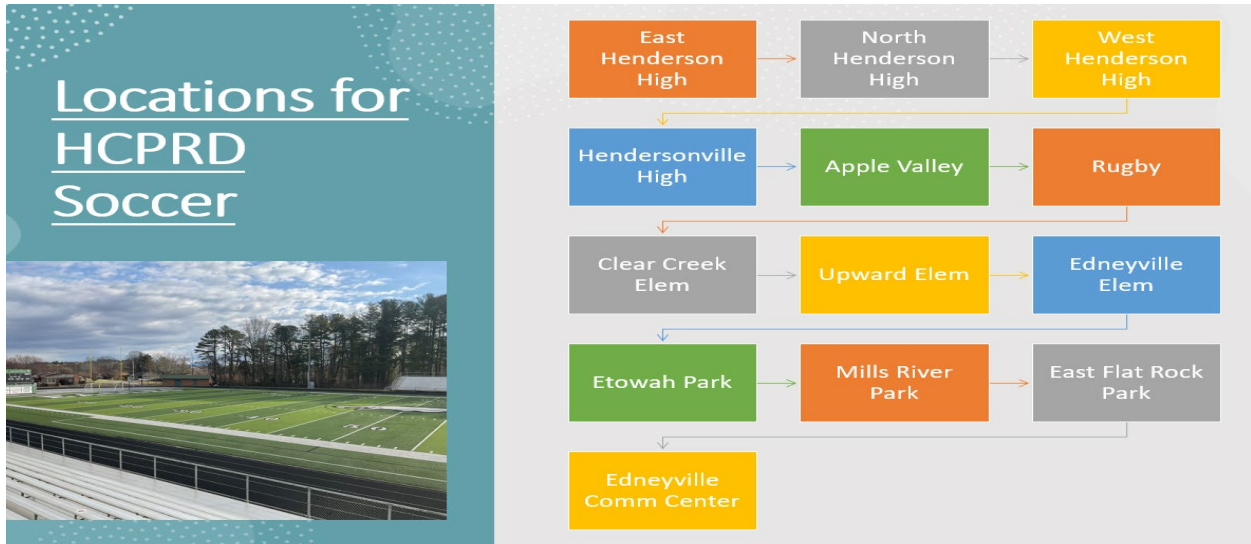 Locations for
HCPRD
Soccer
East
Henderson
High
North
Henderson
High
West
Henderson
High
Hendersonville
High
Apple Valley
Rugby
Clear Creek
Elem
Upward Elem
Edneyville
Elem
Etowah Park
Mills River
Park
East Flat Rock
Park
Edneyville
Comm Center